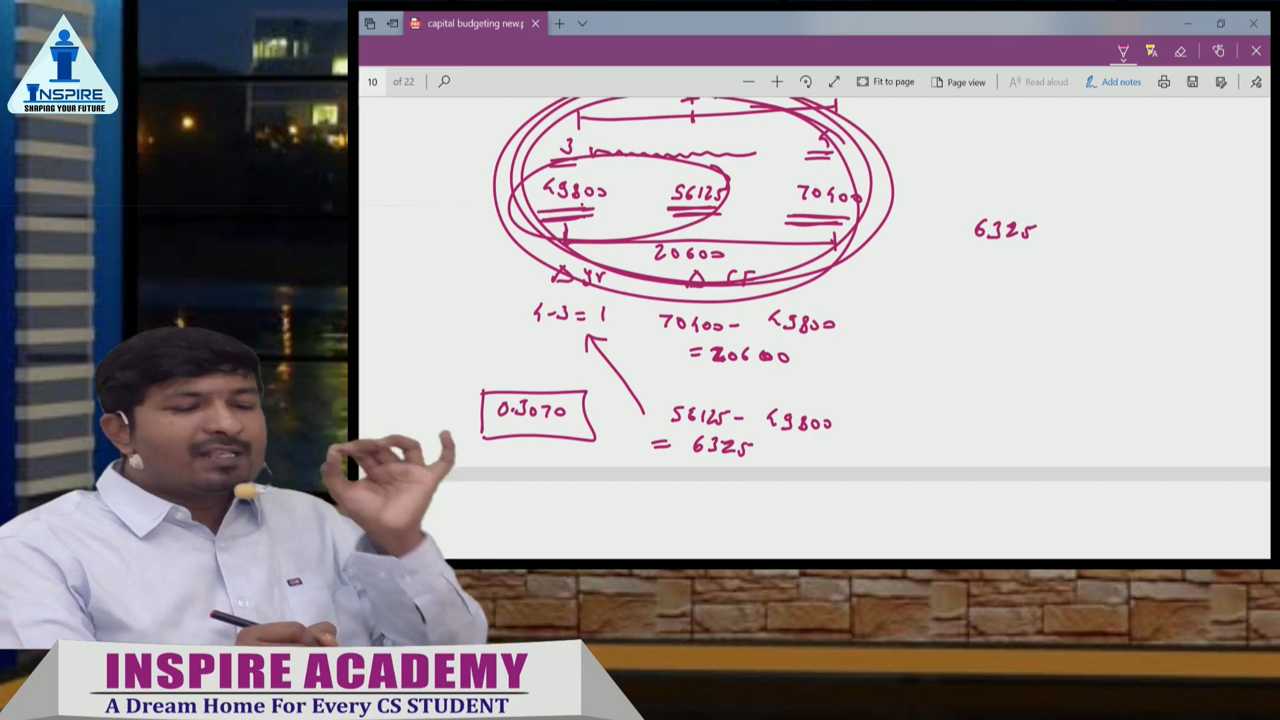 INSPIRE
SHAPING YOUR FUTURE
capital budgeting new.p
10 of 22
Fit to page
Page view
Read aloud
Add notes
3 4
49800 56125 70400
6325
20600
Δ yr Δ CF
4-3 = 1 70400 - 49800
= 20600
0.3070
56125 - 49800
= 6325
INSPIRE ACADEMY
A Dream Home For Every CS STUDENT